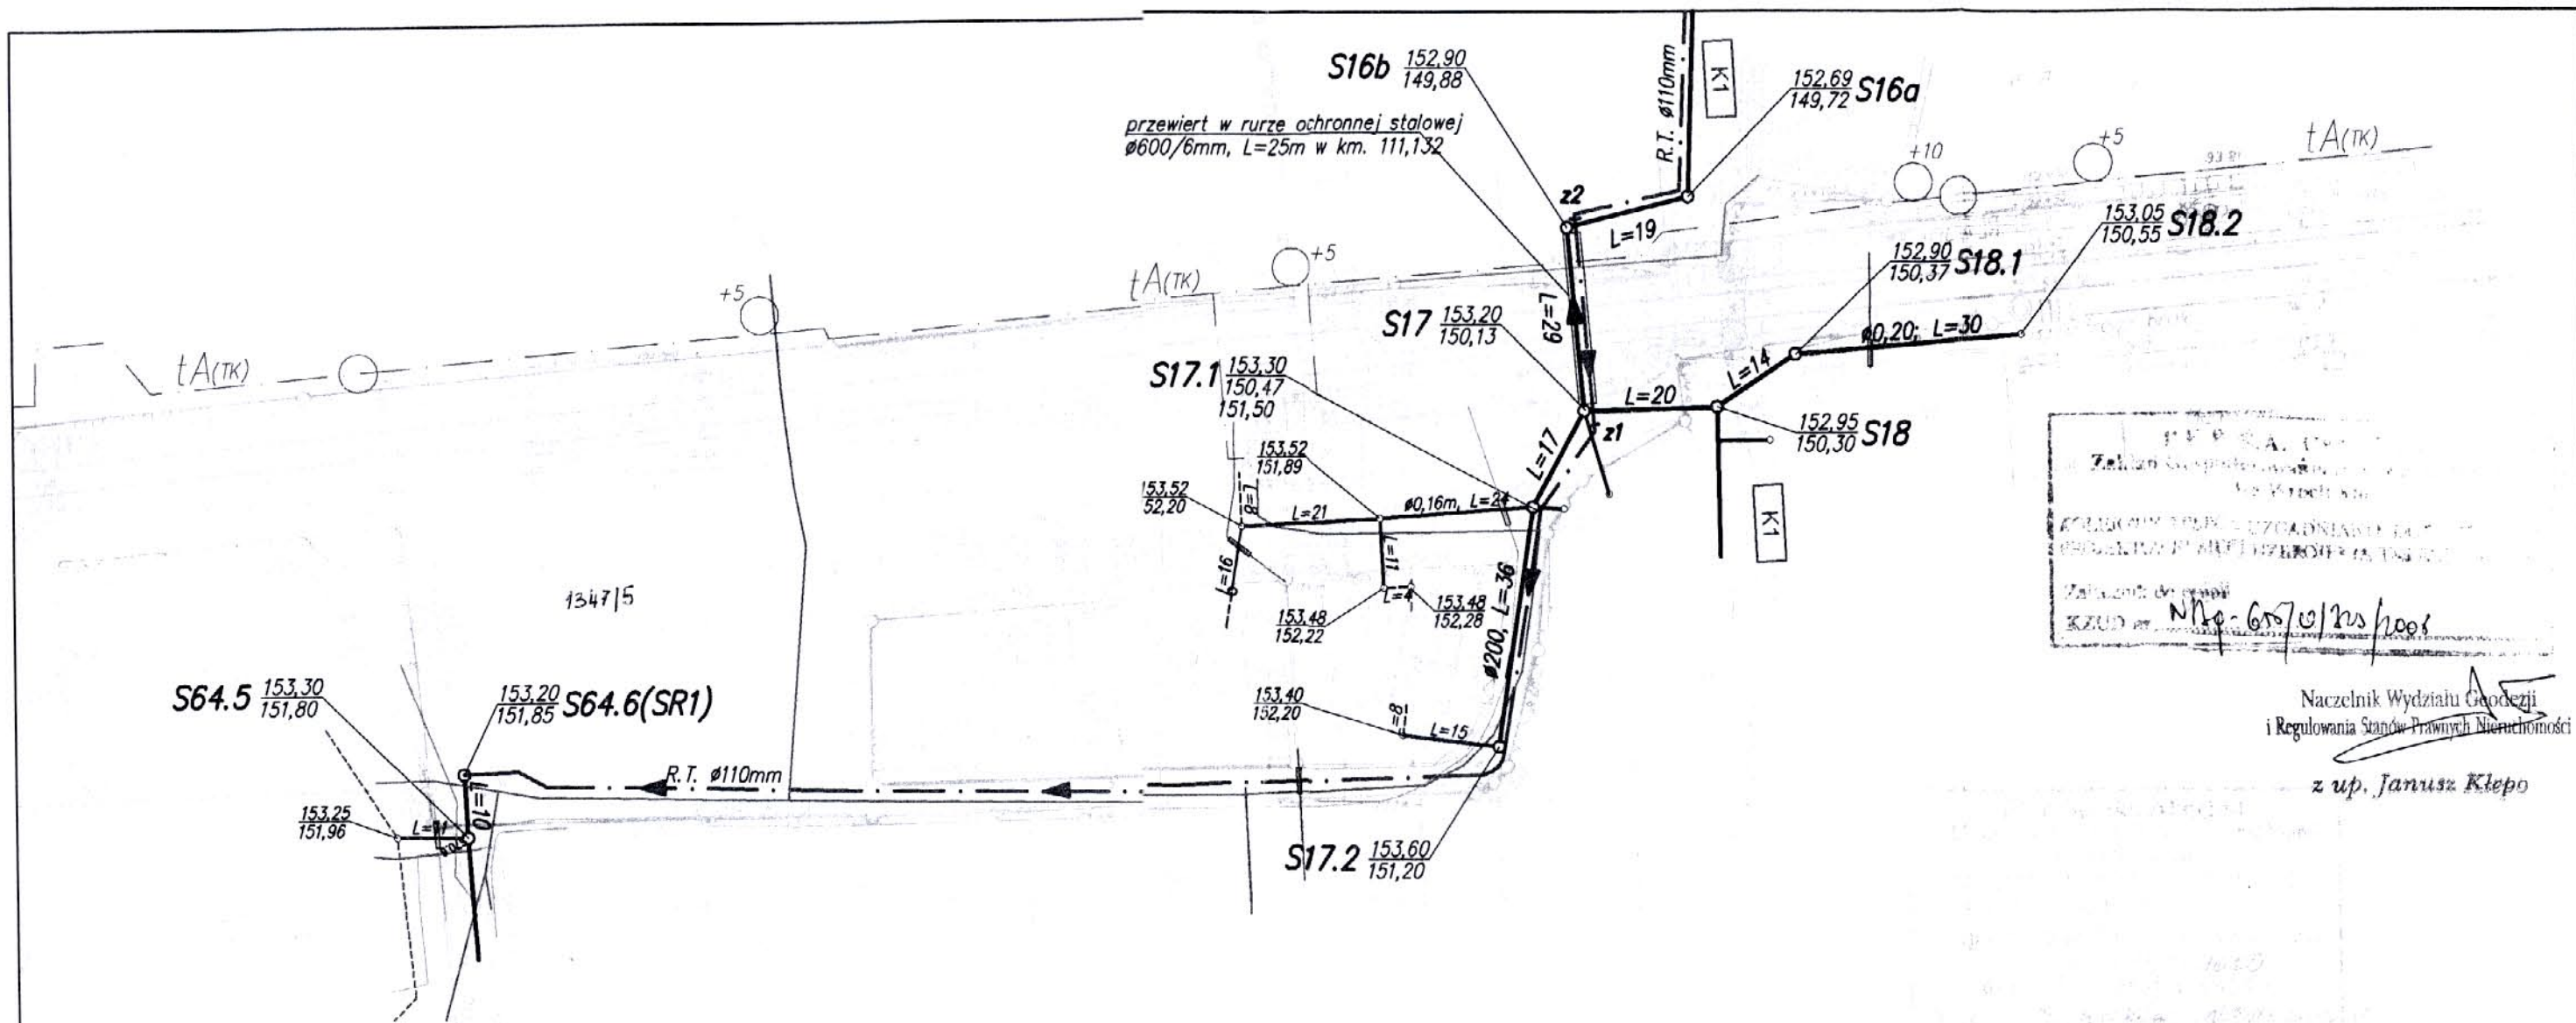 S16b 152,90
149,88
R.T. ø110mm
K1
152,69 S16a
149,72
przewiert w rurze ochronnej stalowej
ø600/6mm, L=25m w km. 111,132
+10
+5
tA(TK)
z2
L=19
153,05 S18.2
150,55
152,90 S18.1
150,37
+5
tA(TK)
+5
L=29
S17 153,20
150,13
ø0,20; L=30
L=14
tA(TK)
S17.1 153,30
150,47
151,50
L=20
z1
152,95 S18
150,30
L=17
153,52
151,89
153,52
52,20
L=8
L=21
ø0,16m, L=24
K1
L=16
L=11
L=4
153,48
152,22
153,48
152,28
ø200, L=36
1347/5
KZUD nr
S64.5 153,30
151,80
153,20 S64.6(SR1)
151,85
153,40
152,20
L=8
L=15
Naczelnik Wydziału Geodezji
i Regulowania Stanów Prawnych Nieruchomości
z up. Janusz Kłepo
R.T. ø110mm
L=10
153,25
151,96
S17.2 153,60
151,20